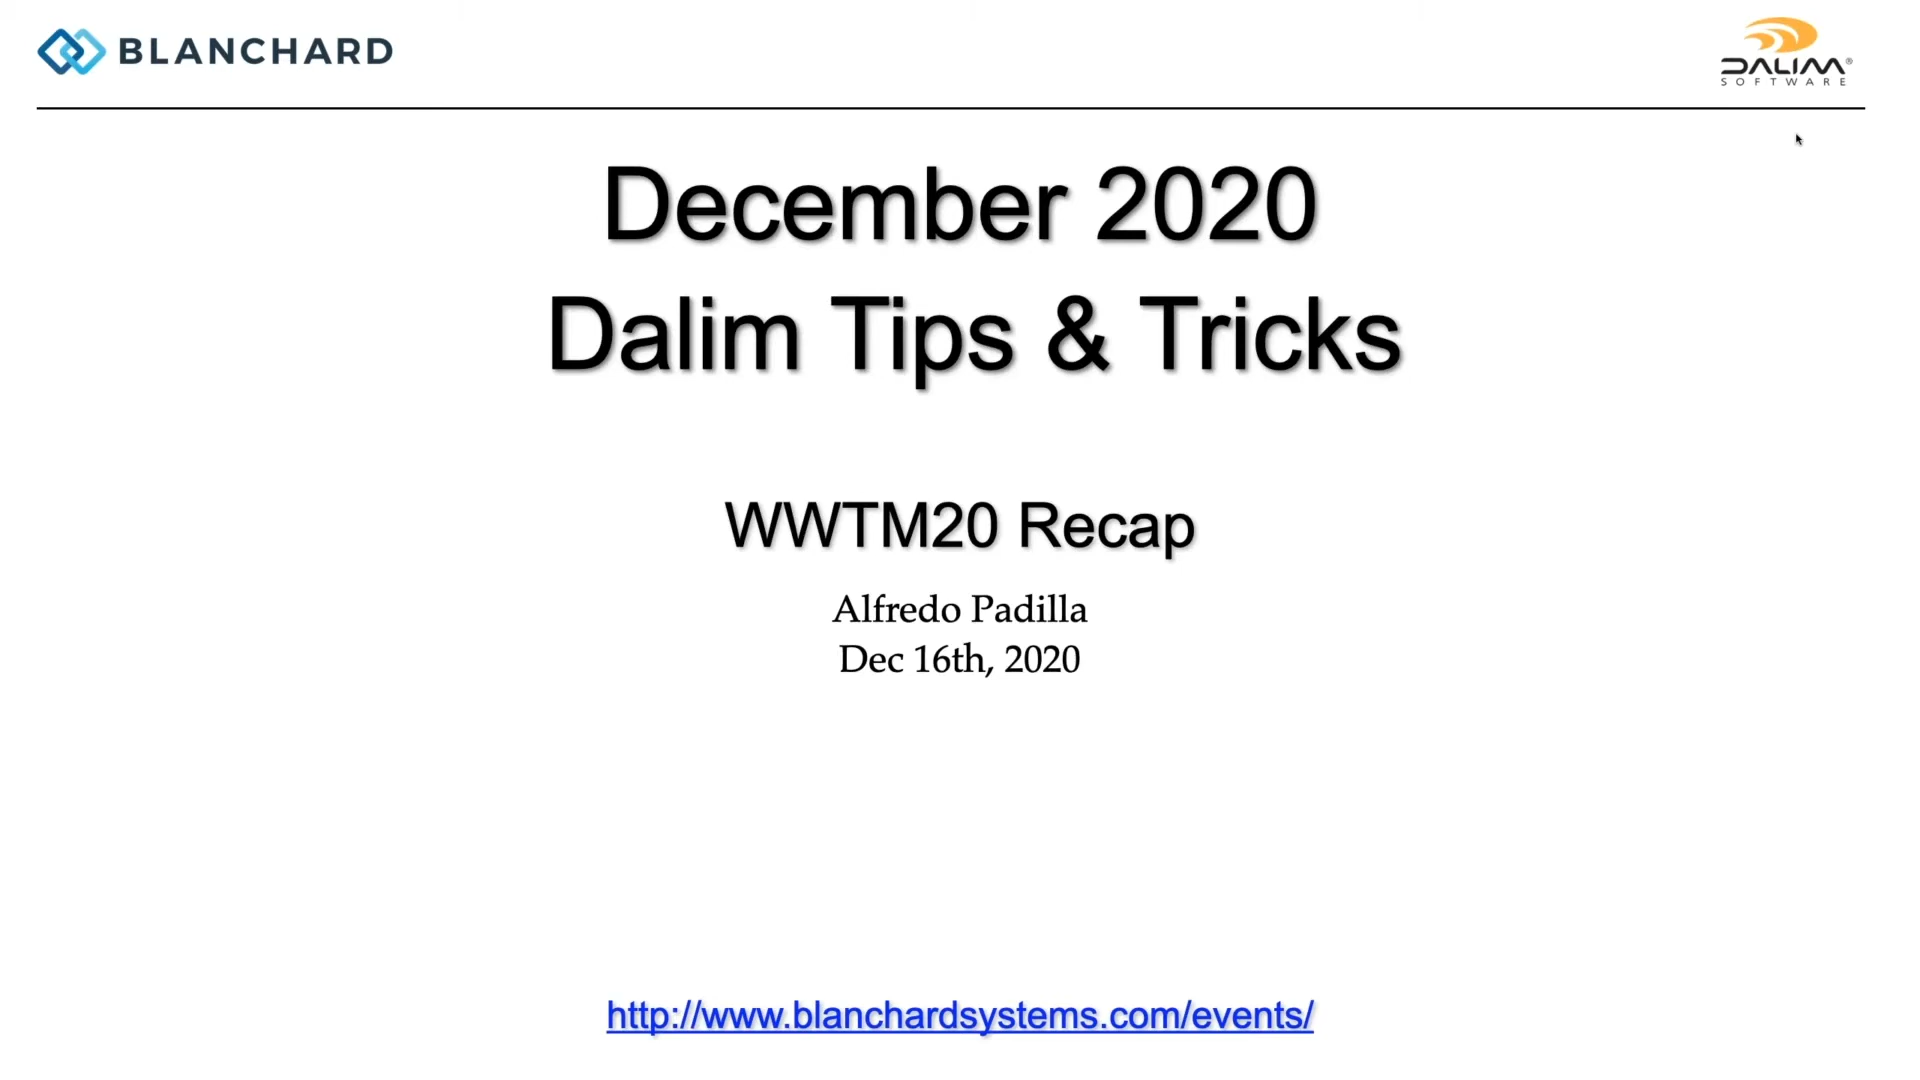 BLANCHARD
DALIM®
SOFTWARE
December 2020
Dalim Tips & Tricks
WWTM20 Recap
Alfredo Padilla
Dec 16th, 2020
http://www.blanchardsystems.com/events/